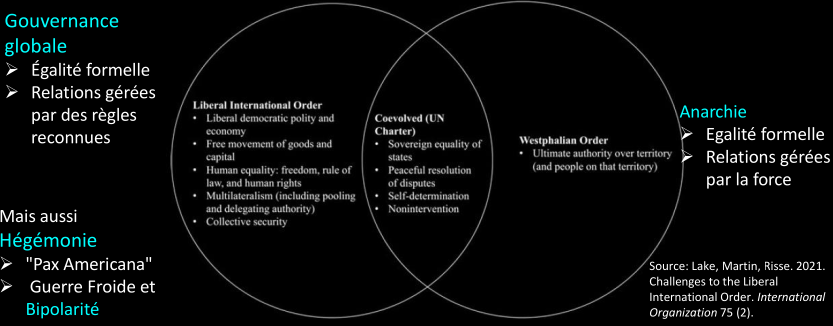 Gouvernance
globale
➢ Égalité formelle
➢ Relations gérées
par des règles
reconnues
Mais aussi
Hégémonie
➢ "Pax Americana"
➢ Guerre Froide et
Bipolarité
Liberal International Order
• Liberal democratic polity and
economy
• Free movement of goods and
capital
• Human equality: freedom, rule of
law, and human rights
• Multilateralism (including pooling
and delegating authority)
• Collective security
Coevolved (UN
Charter)
• Sovereign equality of
states
• Peaceful resolution
of disputes
• Self-determination
• Nonintervention
Westphalian Order
• Ultimate authority over territory
(and people on that territory)
Anarchie
➢ Egalité formelle
➢ Relations gérées
par la force
Source: Lake, Martin, Risse. 2021.
Challenges to the Liberal
International Order. International
Organization 75 (2).